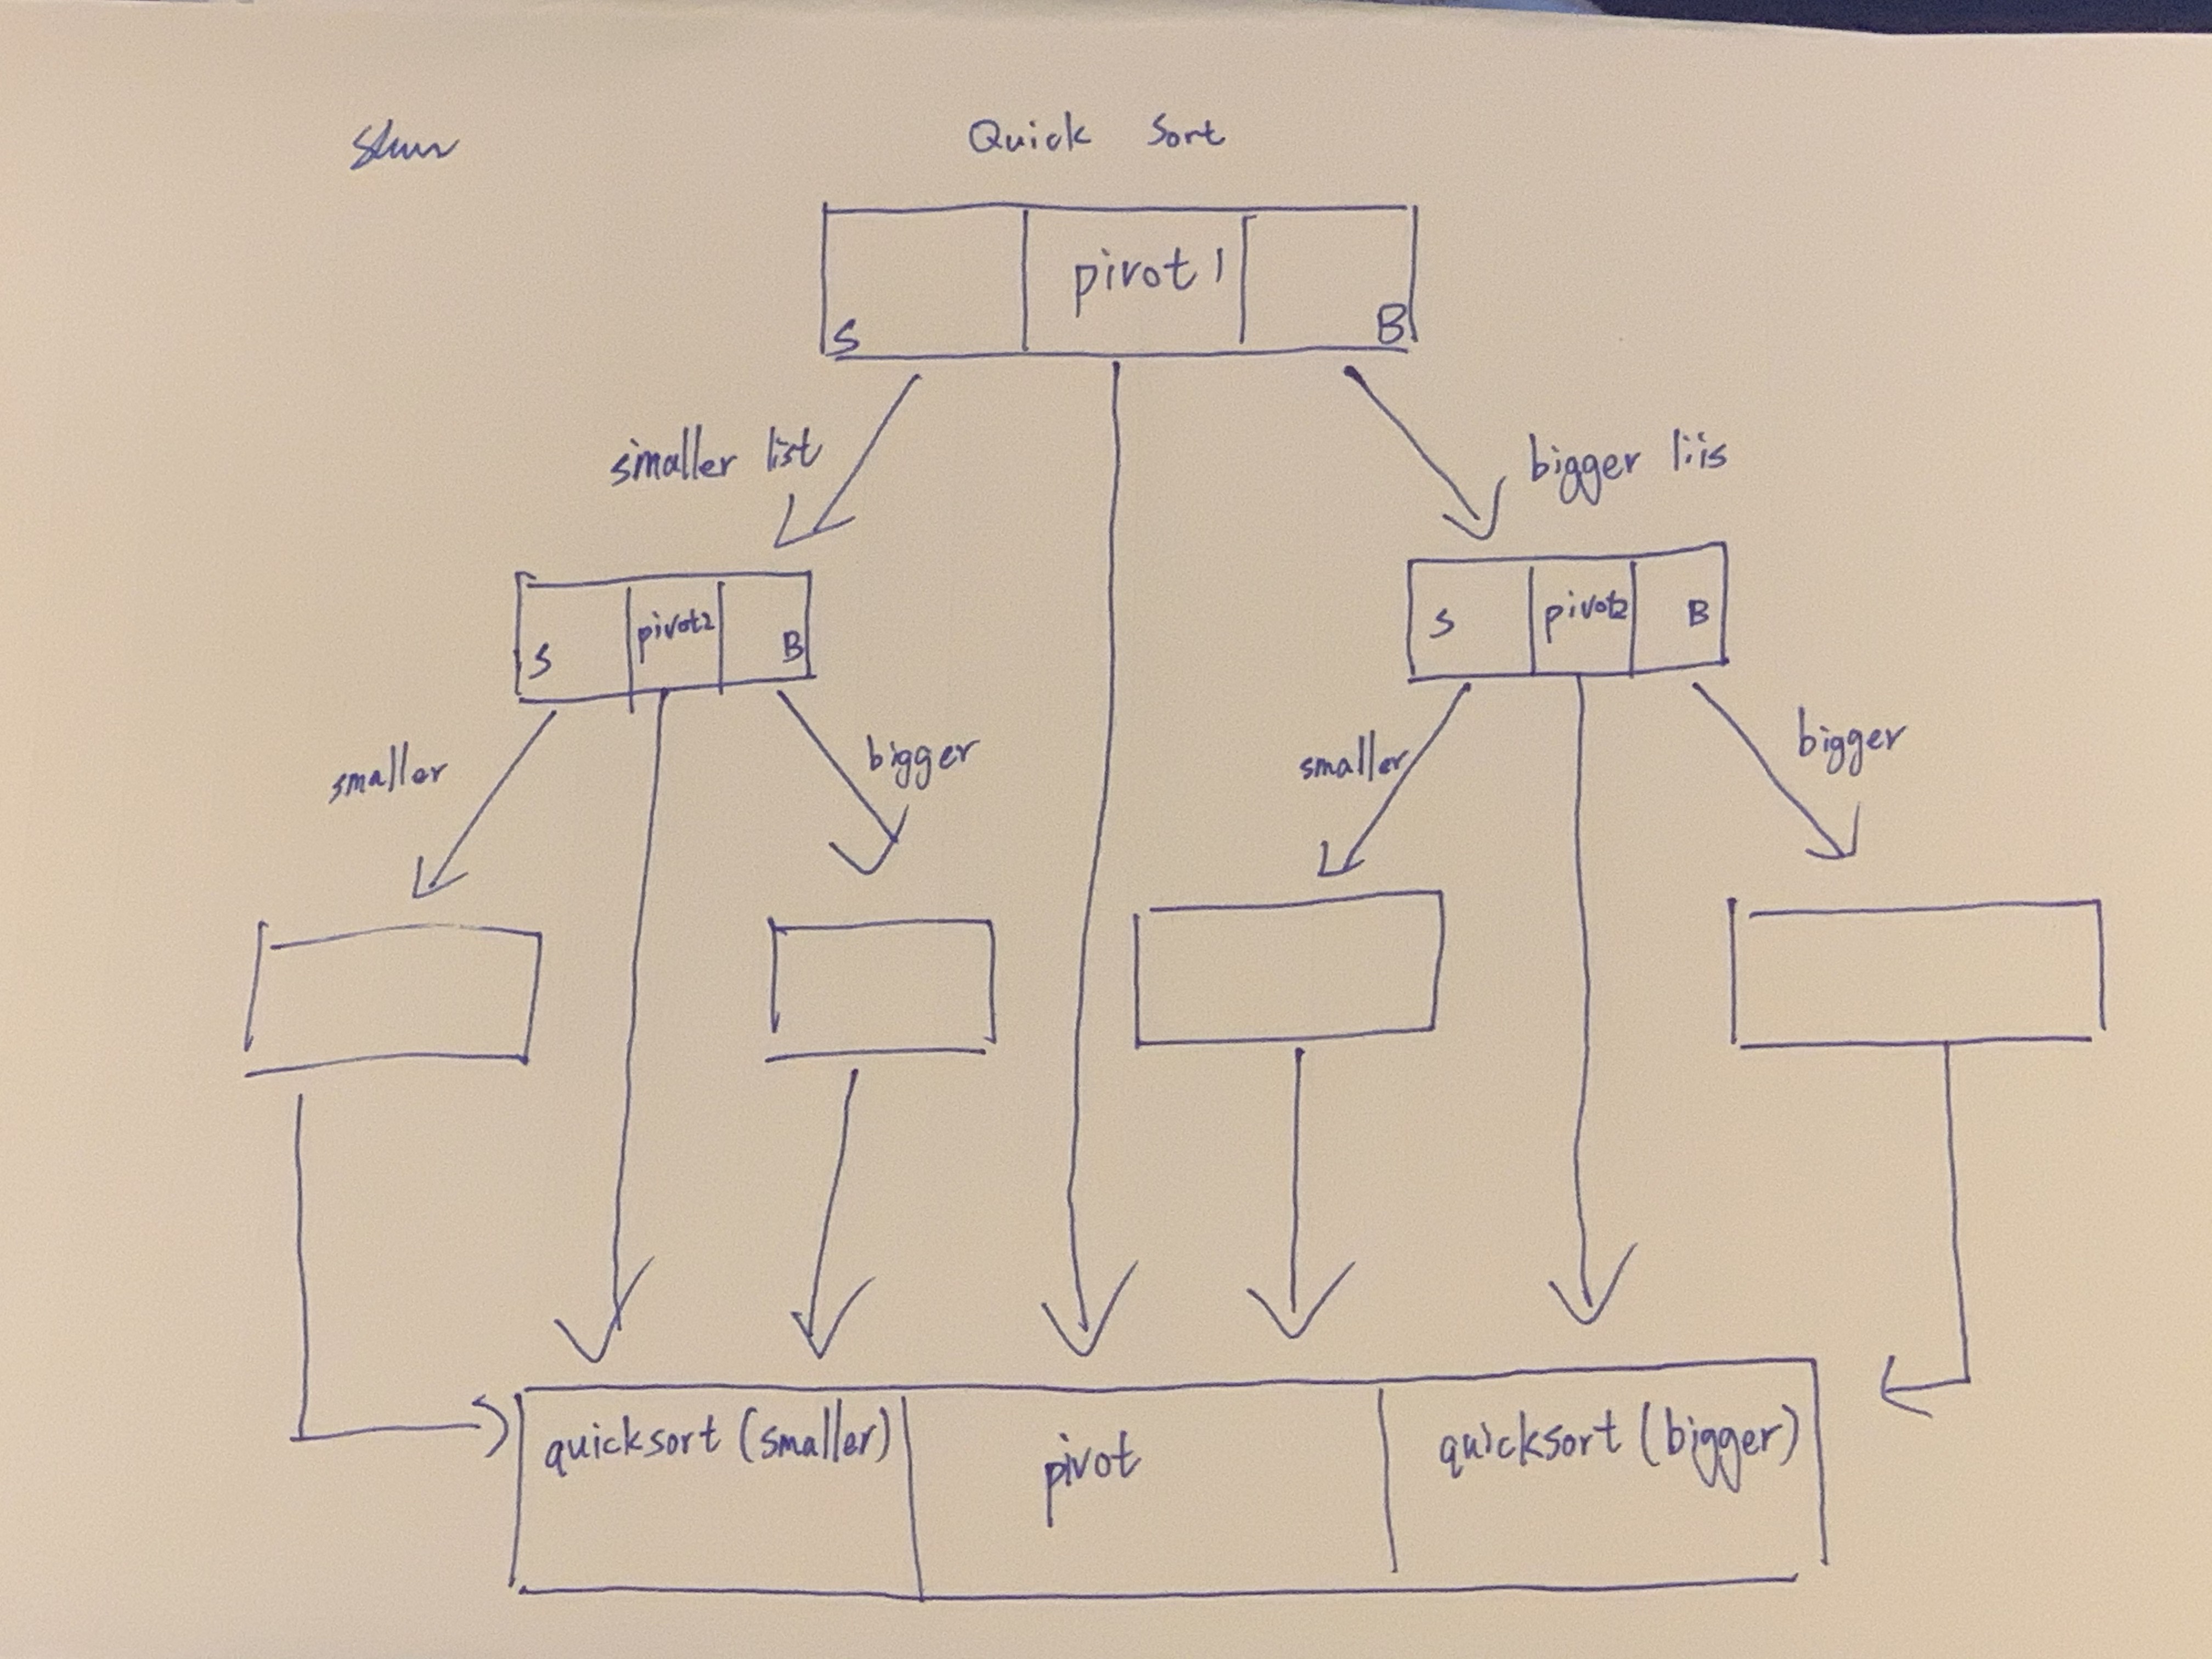 Quick Sort
pivot 1
S
B
smaller list
bigger liis
S
pivot2
B
S
pivot2
B
smaller
bigger
smaller
bigger
quicksort (smaller)
pivot
quicksort (bigger)